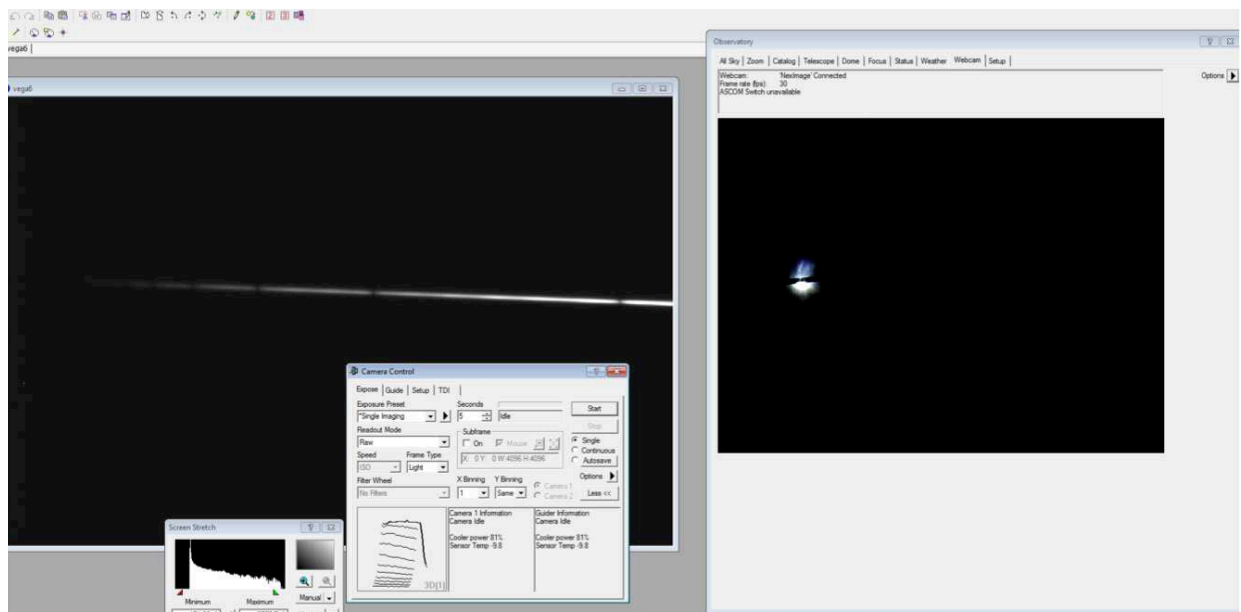 vega6
vega6
Camera Control
Expose Guide Setup TDI
Exposure Preset Seconds
*Single Imaging 5 Idle Start
Readout Mode Subframe Stop
Raw On Mouse Single
Speed Frame Type X: 0 Y: 0 W:4096 H:4096 Continuous
ISO Light Autosave
Filter Wheel X Binning Y Binning Camera 1 Options
No Filters 1 Same Camera 2 Less <<
Camera 1 Information Guider Information
Camera Idle Camera Idle
Cooler power 81% Cooler power 81%
Sensor Temp -9.8 Sensor Temp -9.8
3D[1]
Screen Stretch
Minimum Maximum Manual
Observatory
All Sky Zoom Catalog Telescope Dome Focus Status Weather Webcam Setup
Webcam: 'NexImage' Connected Options
Frame rate (fps): 30
ASCOM Switch unavailable